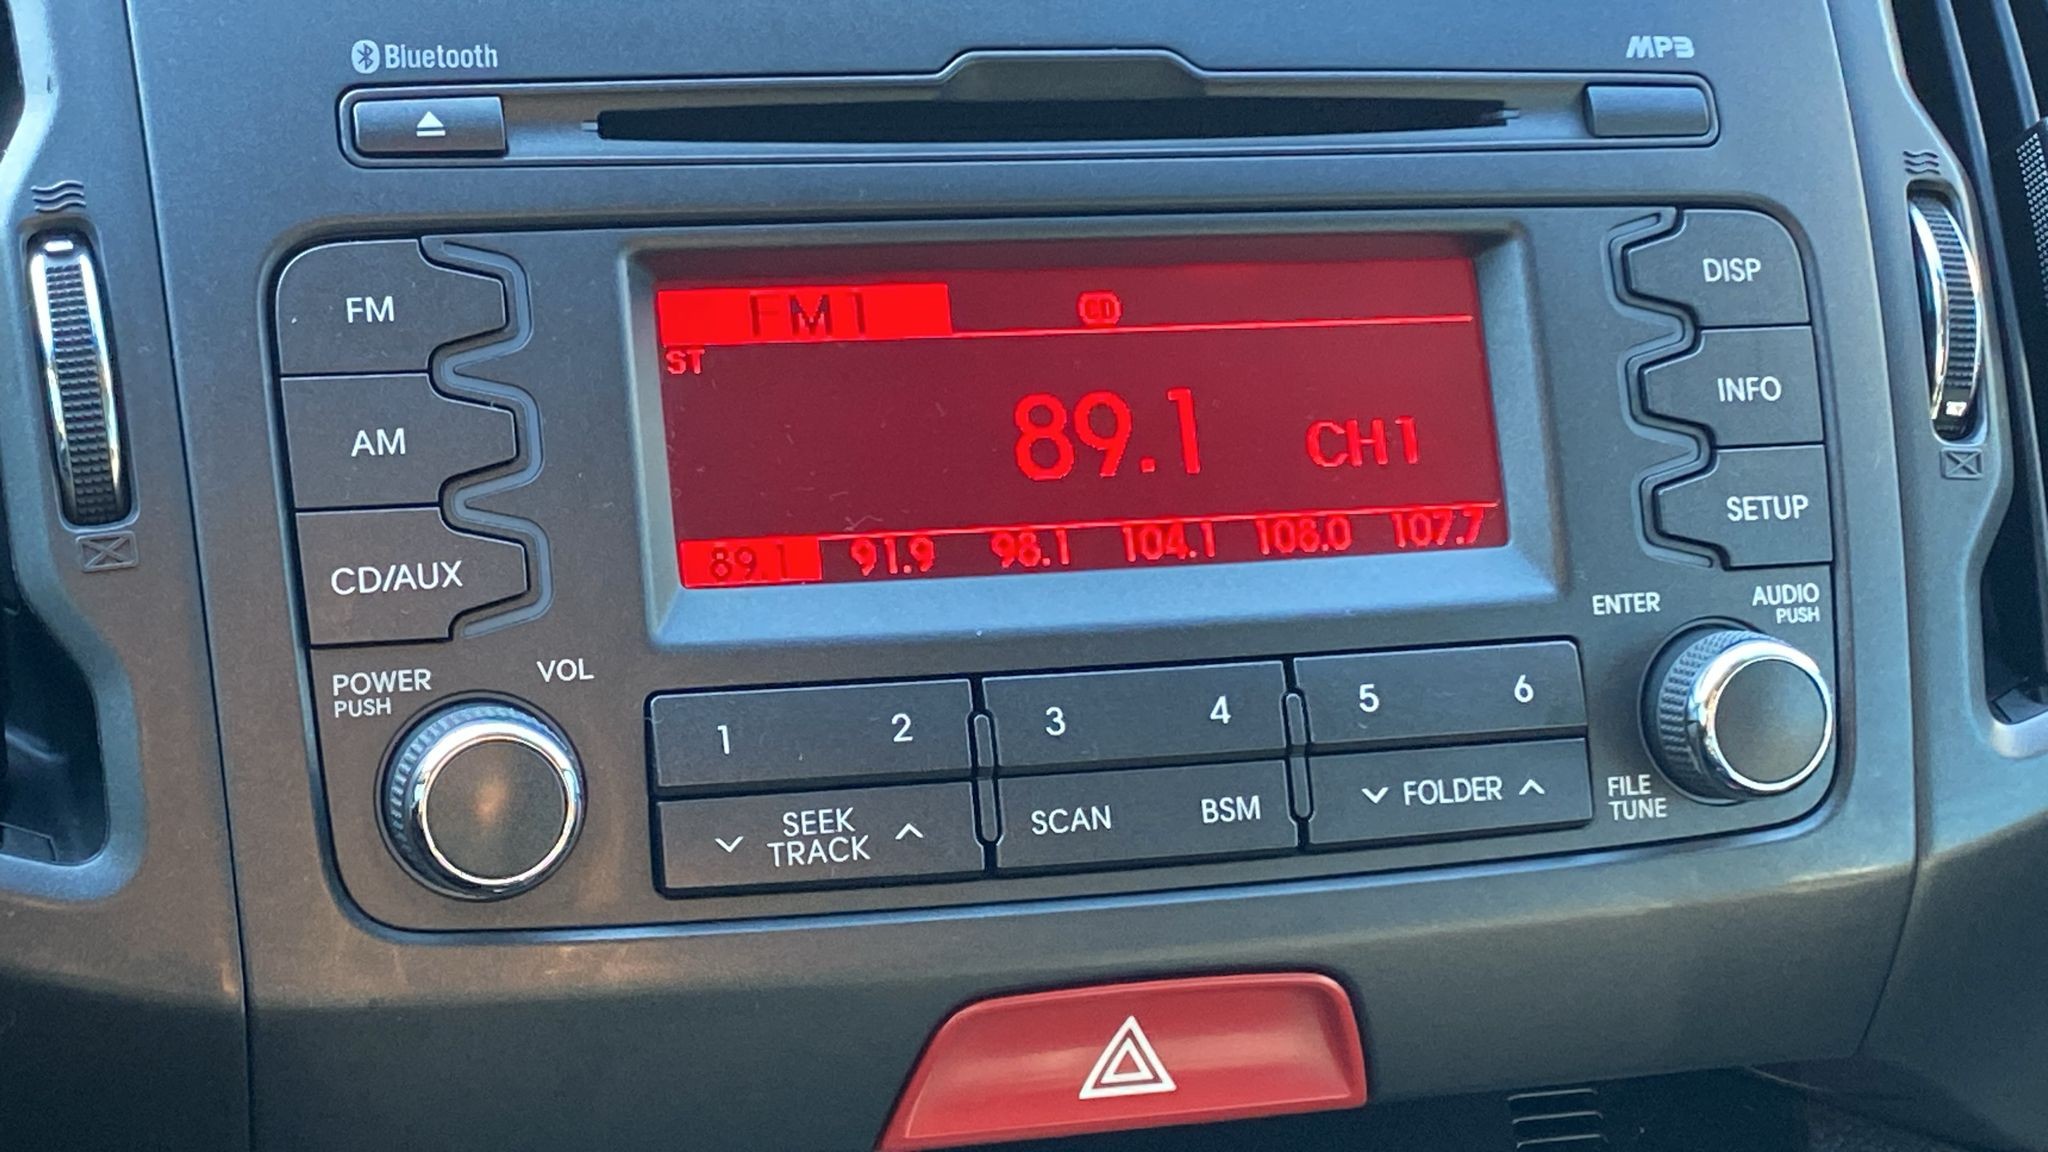 Bluetooth
MP3
FM
AM
CD/AUX
FM1
CD
ST
89.1 CH1
89.1 91.9 98.1 104.1 108.0 107.7
DISP
INFO
SETUP
POWER
PUSH
VOL
ENTER
AUDIO
PUSH
1 2 3 4 5 6
SEEK
TRACK
SCAN BSM
FOLDER
FILE
TUNE